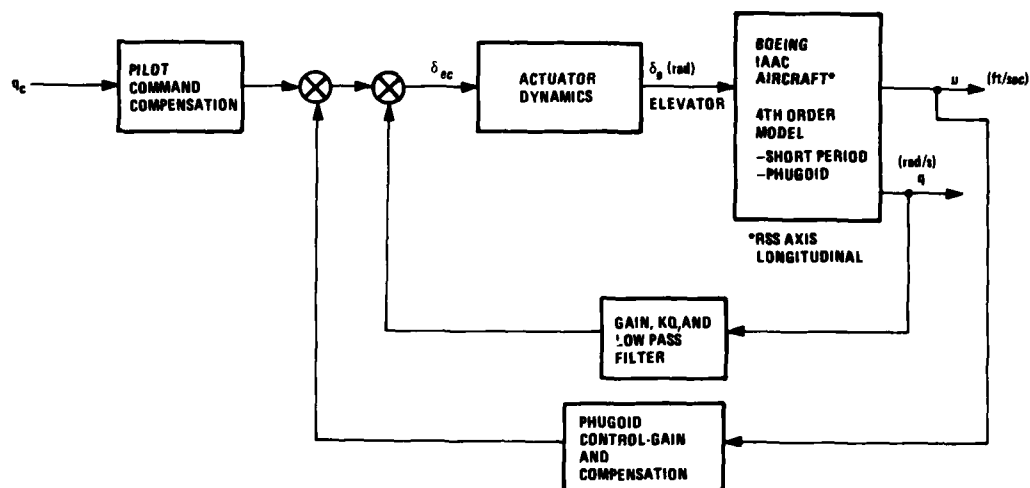 PILOT
COMMAND
COMPENSATION
q_c
δ_ec
ACTUATOR
DYNAMICS
δ_e (rad)
ELEVATOR
BOEING
IAAC
AIRCRAFT*
4TH ORDER
MODEL
–SHORT PERIOD
–PHUGOID
u (ft/sec)
(rad/s)
q
*RSS AXIS
LONGITUDINAL
GAIN, KQ, AND
LOW PASS
FILTER
PHUGOID
CONTROL-GAIN
AND
COMPENSATION